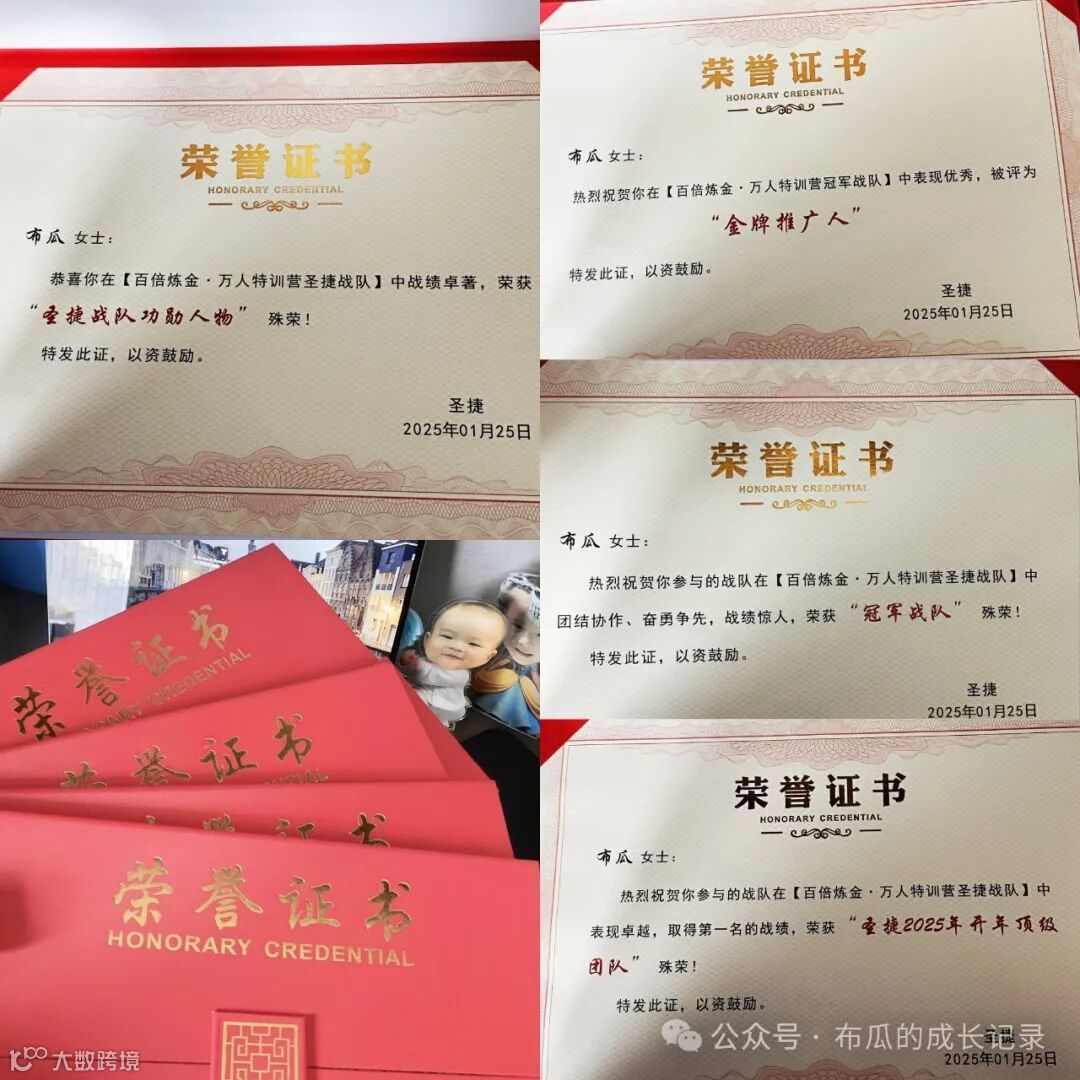 荣誉证书
HONORARY CREDENTIAL
布瓜 女士：
恭喜你在【百倍炼金·万人特训营圣捷战队】中战绩卓著，荣获
“圣捷战队功勋人物” 殊荣！
特发此证，以资鼓励。
圣捷
2025年01月25日
荣誉证书
HONORARY CREDENTIAL
布瓜 女士：
热烈祝贺你在【百倍炼金·万人特训营冠军战队】中表现优秀，被评为
“金牌推广人”
特发此证，以资鼓励。
圣捷
2025年01月25日
荣誉证书
HONORARY CREDENTIAL
布瓜 女士：
热烈祝贺你参与的战队在【百倍炼金·万人特训营圣捷战队】中
团结协作、奋勇争先，战绩惊人，荣获 “冠军战队” 殊荣！
特发此证，以资鼓励。
圣捷
2025年01月25日
荣誉证书
HONORARY CREDENTIAL
荣誉证书
荣誉证书
荣誉证书
HONORARY CREDENTIAL
荣誉证书
HONORARY CREDENTIAL
布瓜 女士：
热烈祝贺你参与的战队在【百倍炼金·万人特训营圣捷战队】中
表现卓越，取得第一名的战绩，荣获 “圣捷2025年开年顶级
团队” 殊荣！
特发此证，以资鼓励。
圣捷
2025年01月25日
公众号·布瓜的成长记录
大数跨境